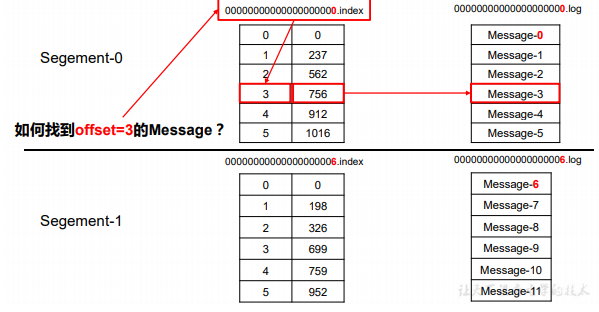 00000000000000000000.index
00000000000000000000.log
Segement-0
0 0 Message-0
1 237 Message-1
2 562 Message-2
3 756 Message-3
4 912 Message-4
5 1016 Message-5
如何找到offset=3的Message？
00000000000000000006.index
00000000000000000006.log
Segement-1
0 0 Message-6
1 198 Message-7
2 326 Message-8
3 699 Message-9
4 759 Message-10
5 952 Message-11